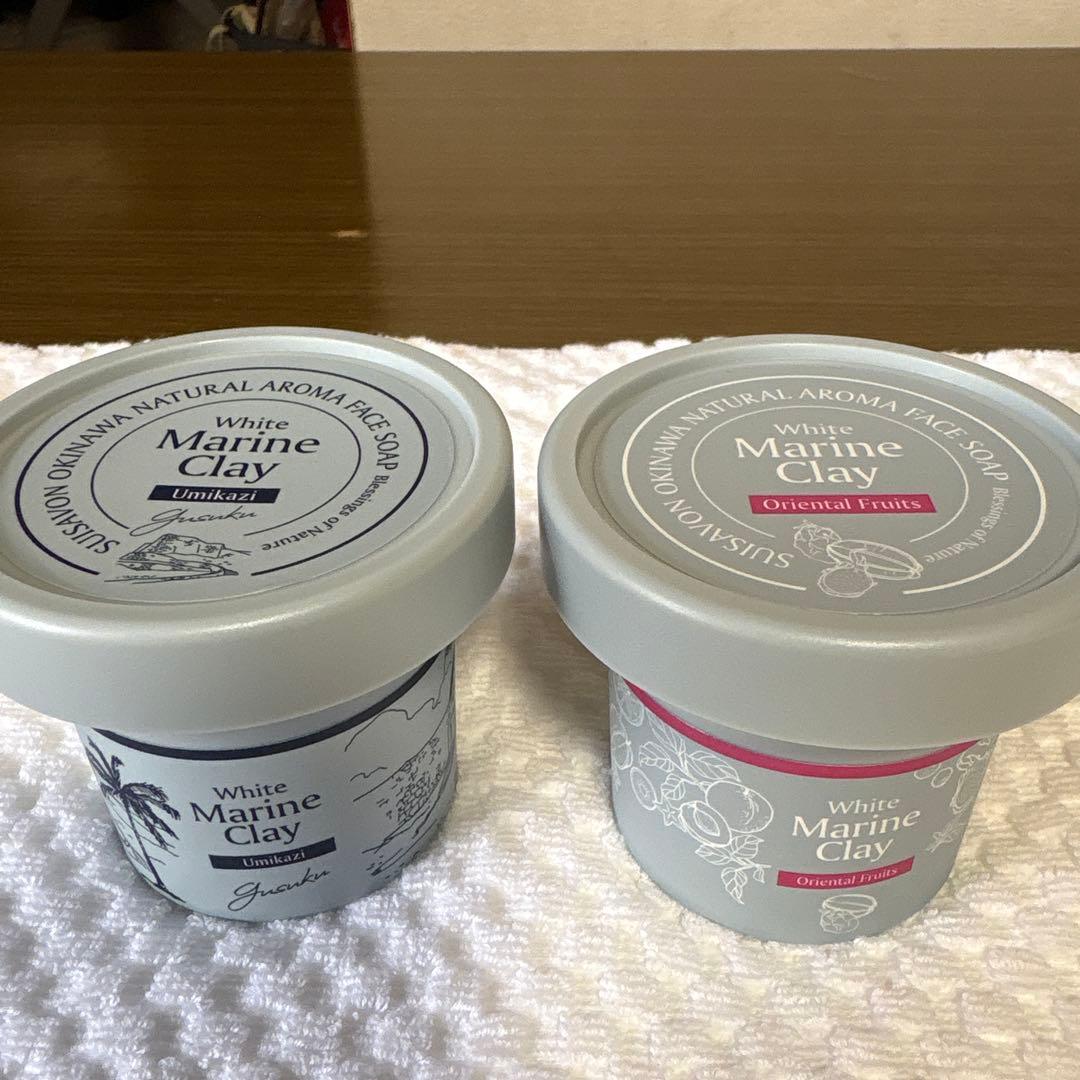 SUISAVON OKINAWA NATURAL AROMA FACE SOAP Blessings of Nature
White
Marine
Clay
Umikazi
gusuku
White
Marine
Clay
Umikazi
gusuku
SUISAVON OKINAWA NATURAL AROMA FACE SOAP Blessings of Nature
White
Marine
Clay
Oriental Fruits
White
Marine
Clay
Oriental Fruits